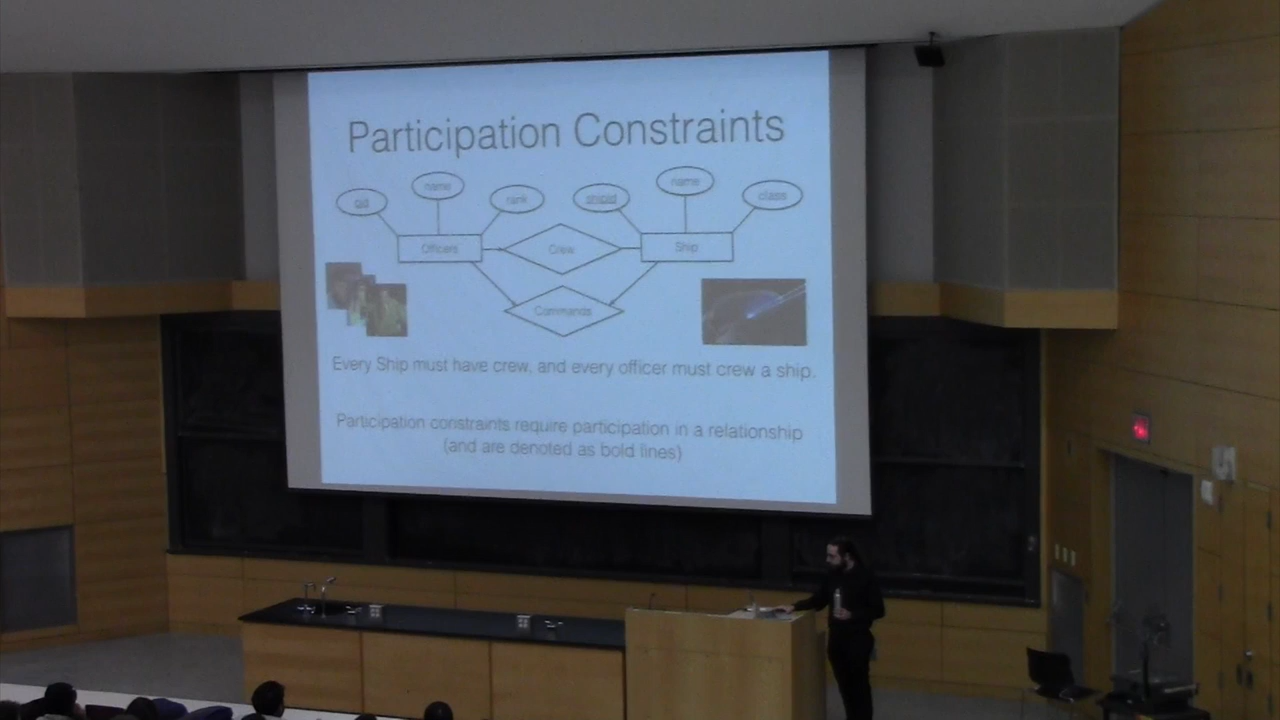 Participation Constraints
oid
name
rank
shipid
name
class
Officers
Crew
Ship
Commands
Every Ship must have crew, and every officer must crew a ship.
Participation constraints require participation in a relationship
(and are denoted as bold lines)